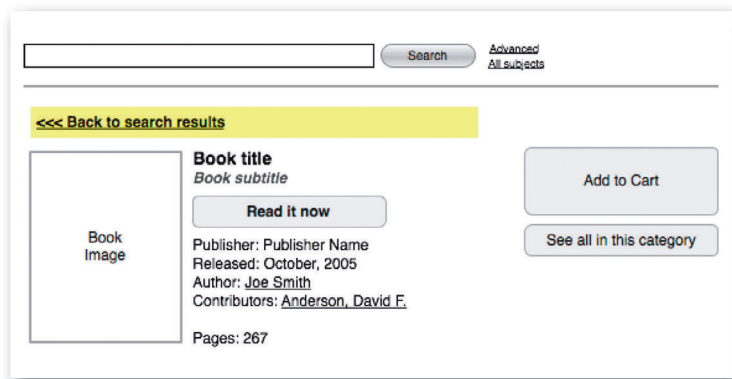 Search
Advanced
All subjects
<<< Back to search results
Book
Image
Book title
Book subtitle
Read it now
Publisher: Publisher Name
Released: October, 2005
Author: Joe Smith
Contributors: Anderson, David F.
Pages: 267
Add to Cart
See all in this category